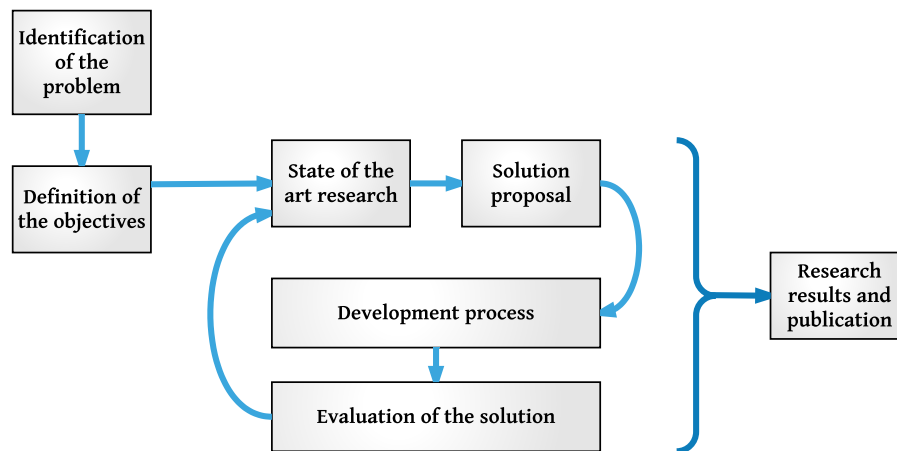 Identification
of the
problem
Definition of
the objectives
State of the
art research
Solution
proposal
Development process
Evaluation of the solution
Research
results and
publication